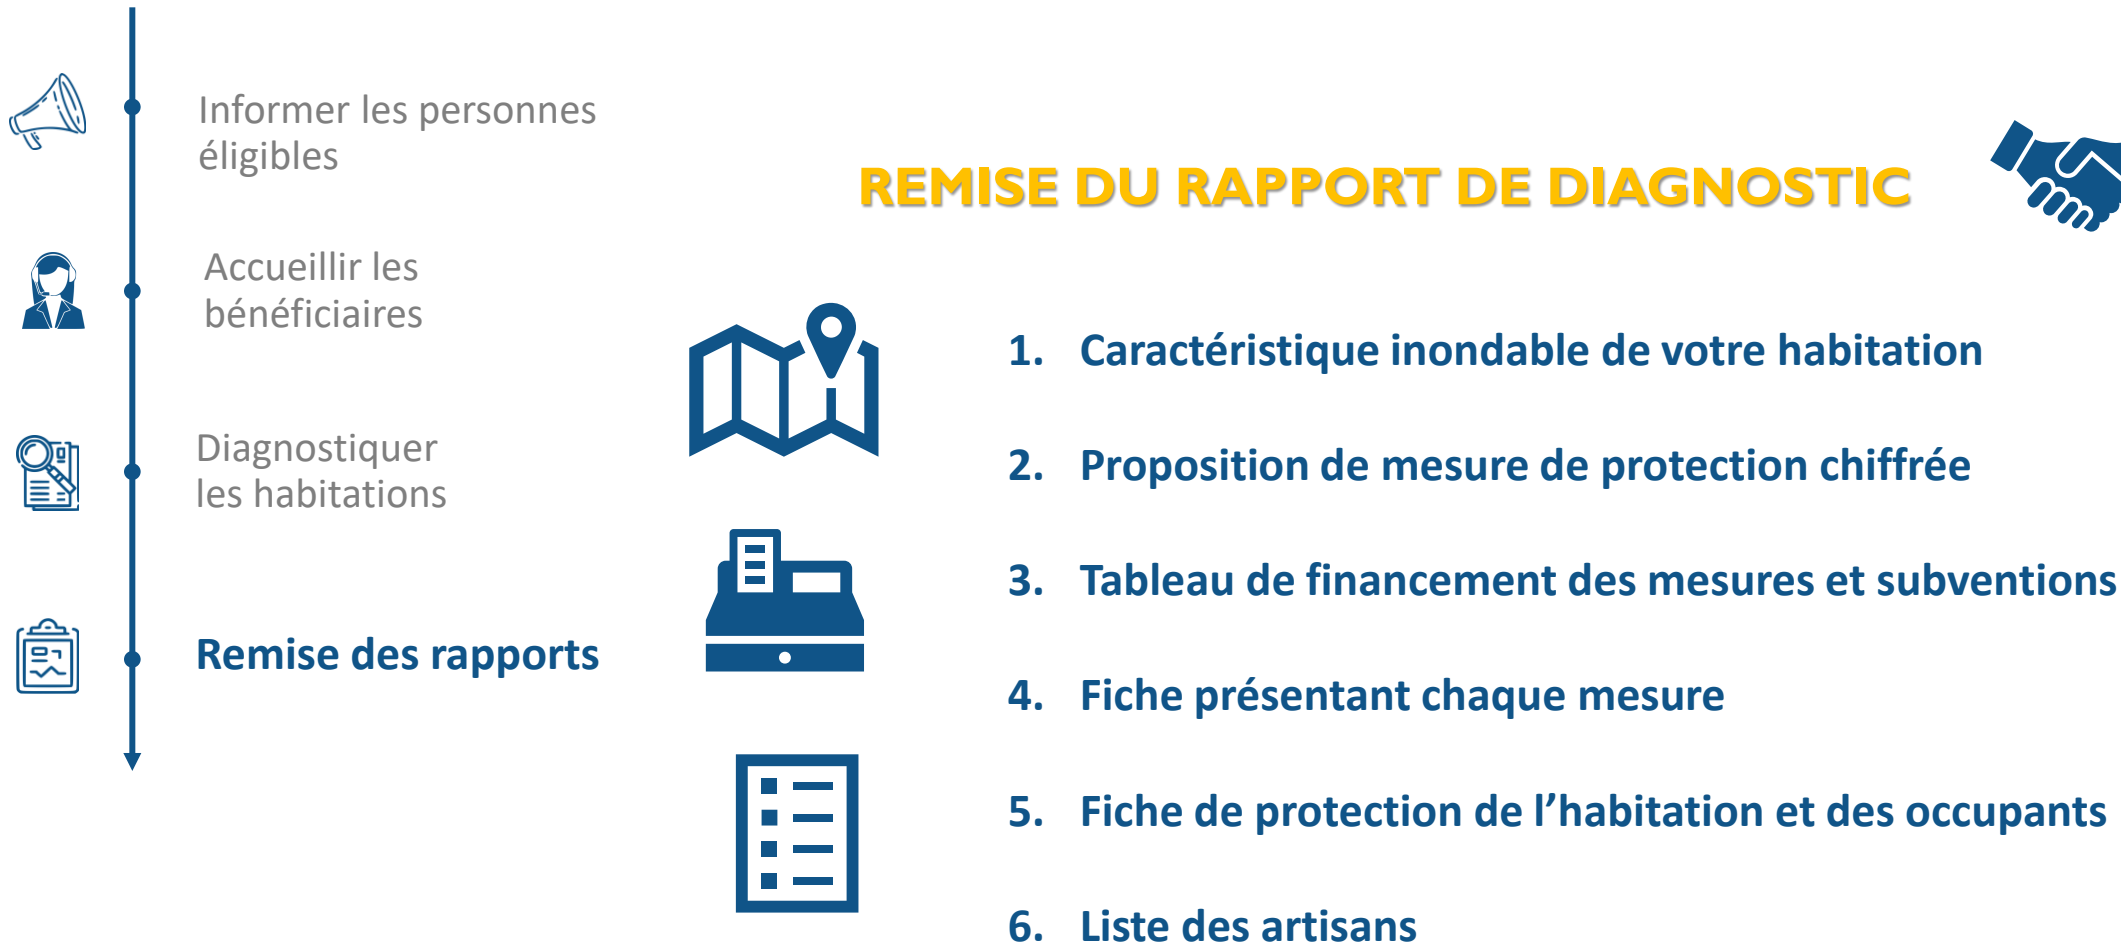 Informer les personnes
éligibles
Accueillir les
bénéficiaires
Diagnostiquer
les habitations
Remise des rapports
REMISE DU RAPPORT DE DIAGNOSTIC
1. Caractéristique inondable de votre habitation
2. Proposition de mesure de protection chiffrée
3. Tableau de financement des mesures et subventions
4. Fiche présentant chaque mesure
5. Fiche de protection de l’habitation et des occupants
6. Liste des artisans